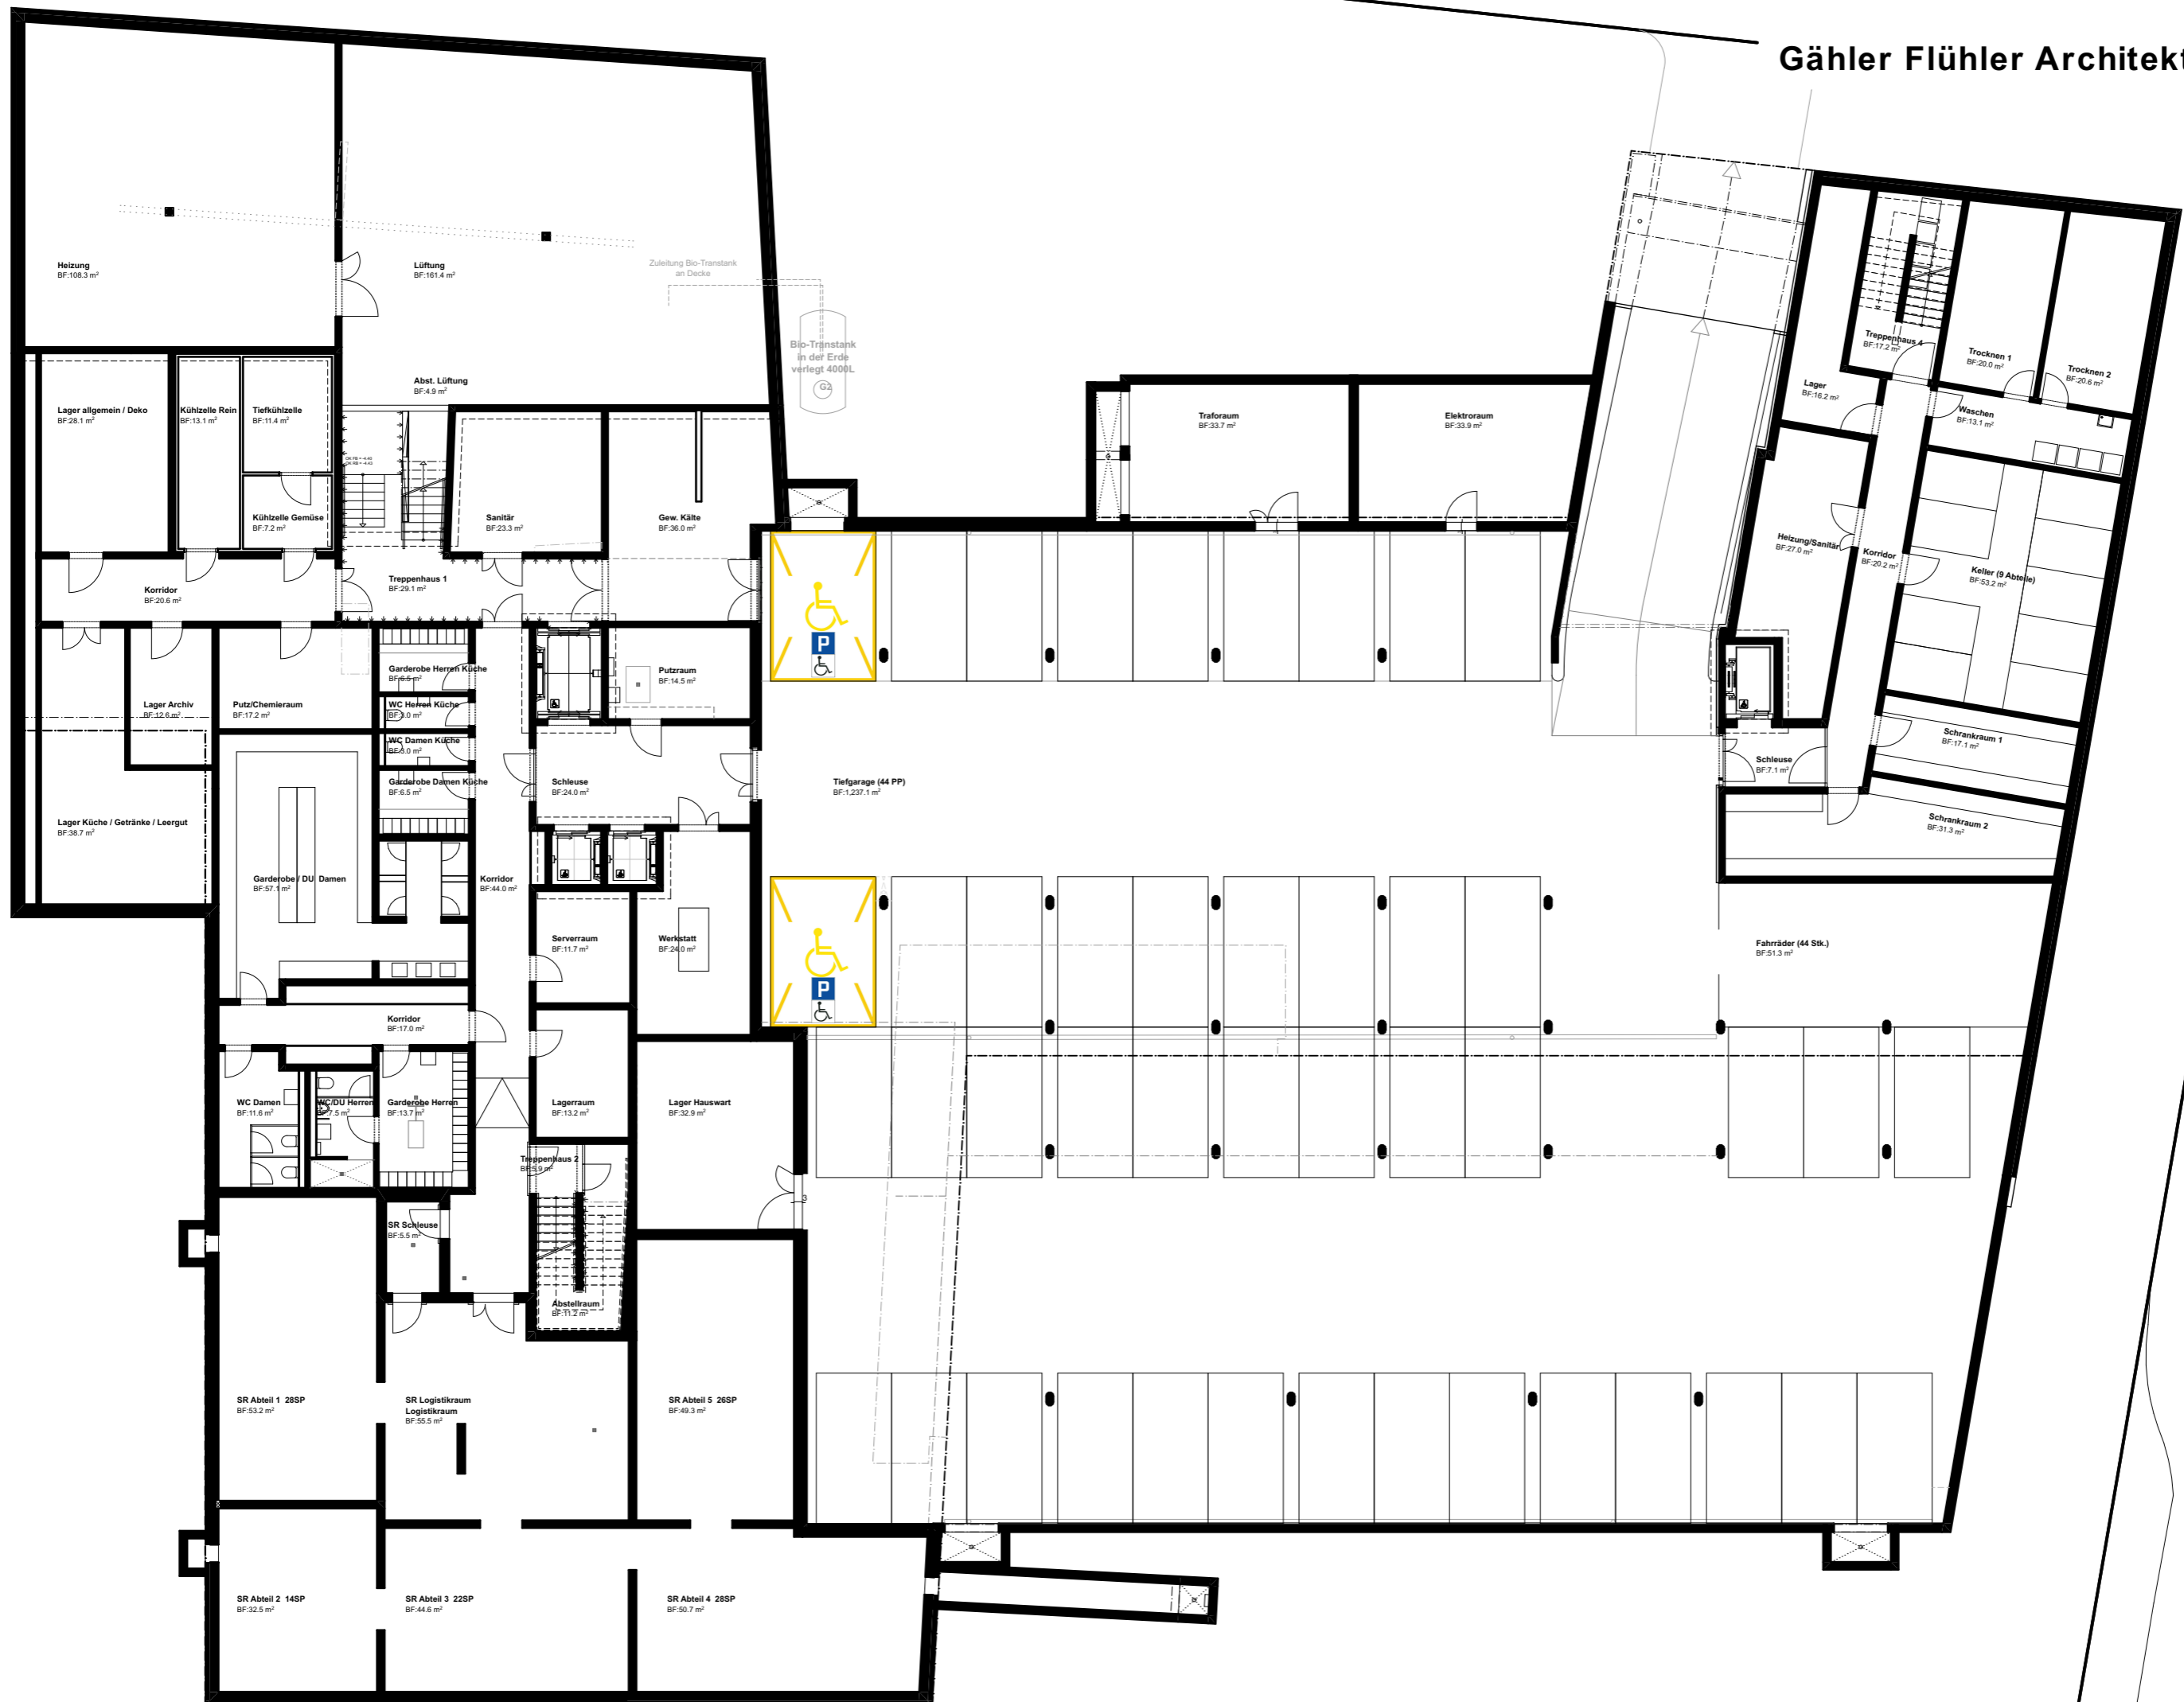 Gähler Flühler Architekt
Heizung
BF:108.3 m²
Lüftung
BF:161.4 m²
Zuleitung Bio-Transtank
an Decke
Bio-Transtank
in der Erde
verlegt 4000L
G2
Abst. Lüftung
BF:4.9 m²
Lager allgemein / Deko
BF:28.1 m²
Kühlzelle Rein
BF:13.1 m²
Tiefkühlzelle
BF:11.4 m²
Kühlzelle Gemüse
BF:7.2 m²
Sanitär
BF:23.3 m²
Gew. Kälte
BF:36.0 m²
Traforaum
BF:33.7 m²
Elektroraum
BF:33.9 m²
Treppenhaus 4
BF:17.2 m²
Trocknen 1
BF:20.0 m²
Trocknen 2
BF:20.6 m²
Lager
BF:16.2 m²
Waschen
BF:13.1 m²
Heizung/Sanitär
BF:27.0 m²
Korridor
BF:20.2 m²
Keller (9 Abteile)
BF:53.2 m²
Korridor
BF:20.6 m²
Treppenhaus 1
BF:29.1 m²
P
Garderobe Herren Küche
BF:6.5 m²
Putzraum
BF:14.5 m²
Lager Archiv
BF:12.6 m²
Putz/Chemieraum
BF:17.2 m²
WC Herren Küche
BF:3.0 m²
WC Damen Küche
BF:3.0 m²
Garderobe Damen Küche
BF:6.5 m²
Schleuse
BF:24.0 m²
Tiefgarage (44 PP)
BF:1,237.1 m²
Schleuse
BF:7.1 m²
Schrankraum 1
BF:17.1 m²
Schrankraum 2
BF:31.3 m²
Lager Küche / Getränke / Leergut
BF:38.7 m²
Garderobe / DU Damen
BF:57.1 m²
Korridor
BF:44.0 m²
Serverraum
BF:11.7 m²
Werkstatt
BF:24.0 m²
P
Fahrräder (44 Stk.)
BF:51.3 m²
Korridor
BF:17.0 m²
WC Damen
BF:11.6 m²
WC/DU Herren
BF:7.5 m²
Garderobe Herren
BF:13.7 m²
Lagerraum
BF:13.2 m²
Lager Hauswart
BF:32.9 m²
Treppenhaus 2
BF:5.9 m²
SR Schleuse
BF:5.5 m²
Abstellraum
BF:11.2 m²
SR Abteil 1 28SP
BF:53.2 m²
SR Logistikraum
Logistikraum
BF:55.5 m²
SR Abteil 5 26SP
BF:49.3 m²
SR Abteil 2 14SP
BF:32.5 m²
SR Abteil 3 22SP
BF:44.6 m²
SR Abteil 4 28SP
BF:50.7 m²